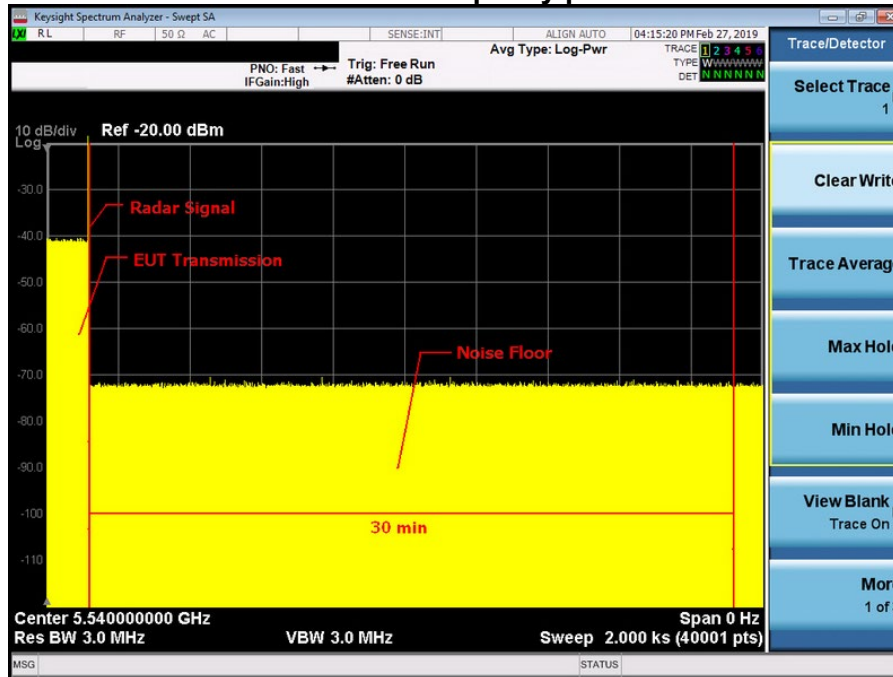 Keysight Spectrum Analyzer - Swept SA
LXI RL RF 50 Ω AC SENSE:INT ALIGN AUTO 04:15:20 PM Feb 27, 2019
Avg Type: Log-Pwr
TRACE 1 2 3 4 5 6
TYPE WWWWWW
DET N N N N N N
PNO: Fast
IFGain:High
Trig: Free Run
#Atten: 0 dB
10 dB/div
Log
Ref -20.00 dBm
-30.0
-40.0
-50.0
-60.0
-70.0
-80.0
-90.0
-100
-110
Radar Signal
EUT Transmission
Noise Floor
30 min
Center 5.540000000 GHz
Span 0 Hz
Res BW 3.0 MHz
VBW 3.0 MHz
Sweep 2.000 ks (40001 pts)
MSG
STATUS
Trace/Detector
Select Trace
1
Clear Write
Trace Average
Max Hold
Min Hold
View Blank
Trace On
More
1 of